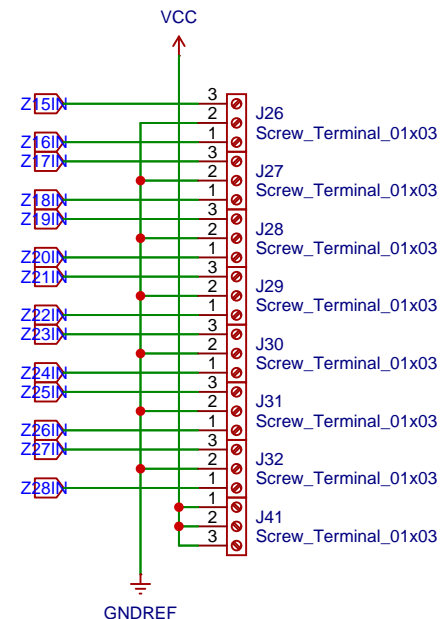 VCC
Z15IN
3
J26
2
Screw_Terminal_01x03
Z16IN
1
Z17IN
3
J27
2
Screw_Terminal_01x03
Z18IN
1
Z19IN
3
J28
2
Screw_Terminal_01x03
Z20IN
1
Z21IN
3
J29
2
Screw_Terminal_01x03
Z22IN
1
Z23IN
3
J30
2
Screw_Terminal_01x03
Z24IN
1
Z25IN
3
J31
2
Screw_Terminal_01x03
Z26IN
1
Z27IN
3
J32
2
Screw_Terminal_01x03
Z28IN
1
1
J41
2
Screw_Terminal_01x03
3
GNDREF